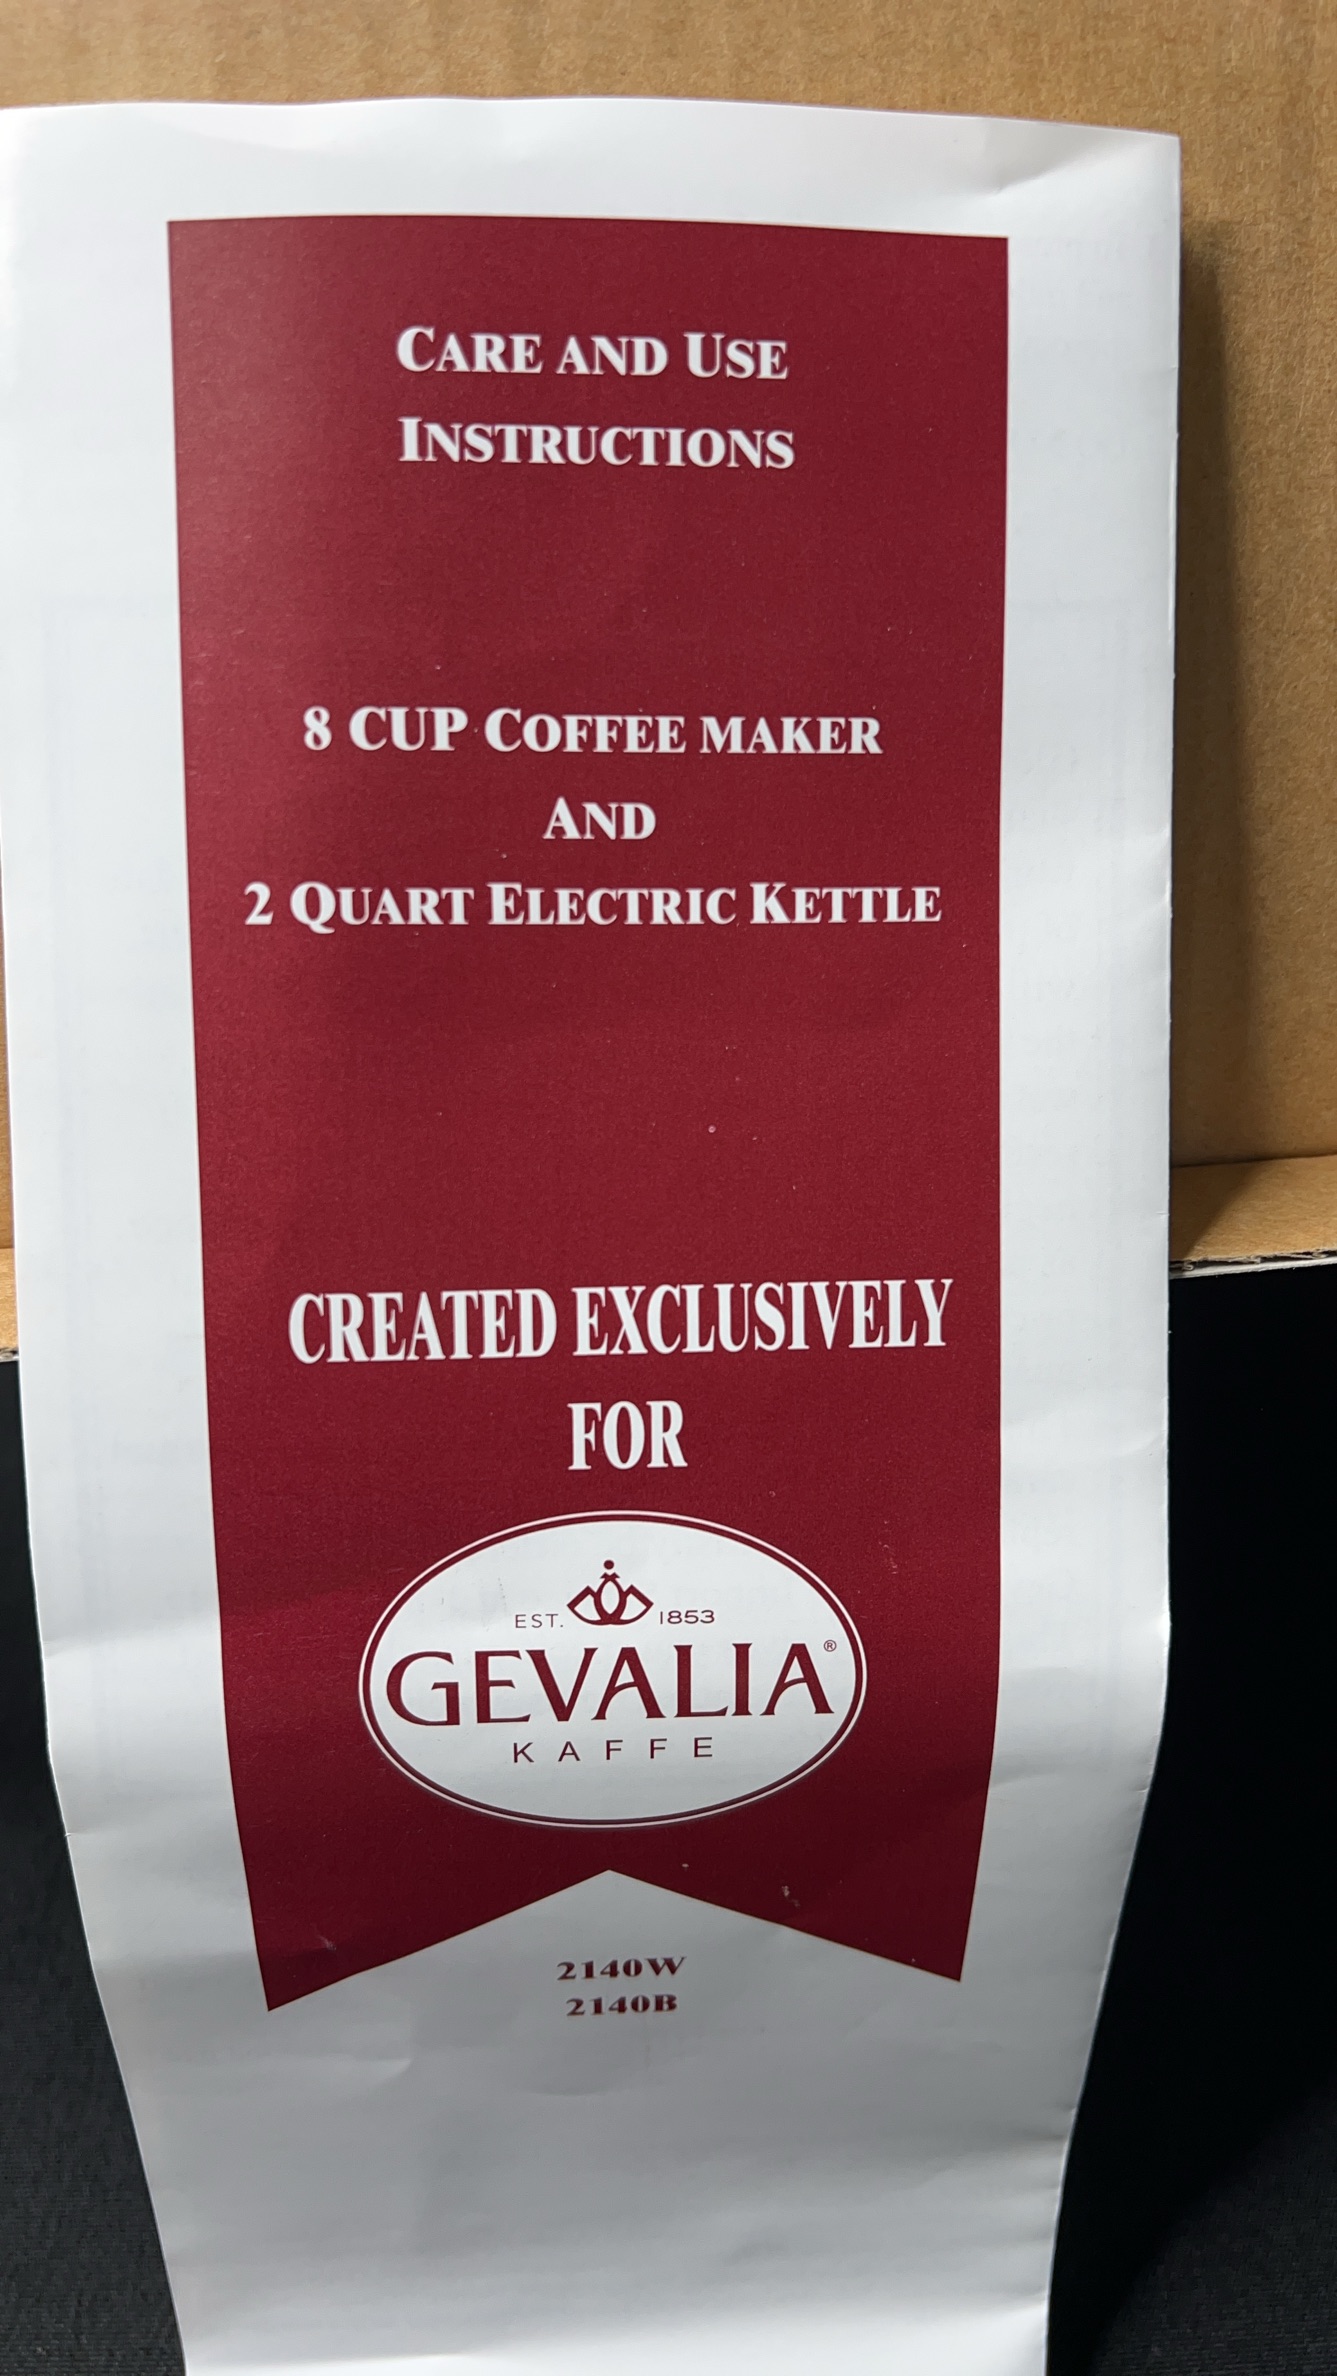 CARE AND USE
INSTRUCTIONS
8 CUP COFFEE MAKER
AND
2 QUART ELECTRIC KETTLE
CREATED EXCLUSIVELY
FOR
EST. 1853
GEVALIA®
KAFFE
2140W
2140B